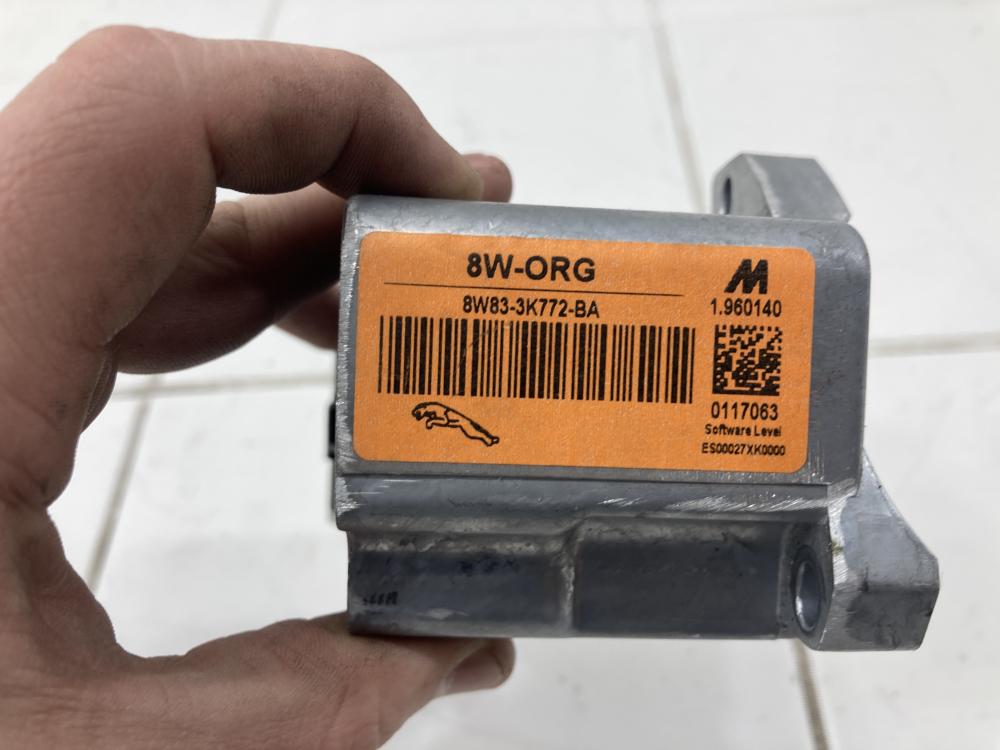 8W-ORG
8W83-3K772-BA
M
1.960140
0117063
Software Level
ES00027XK0000